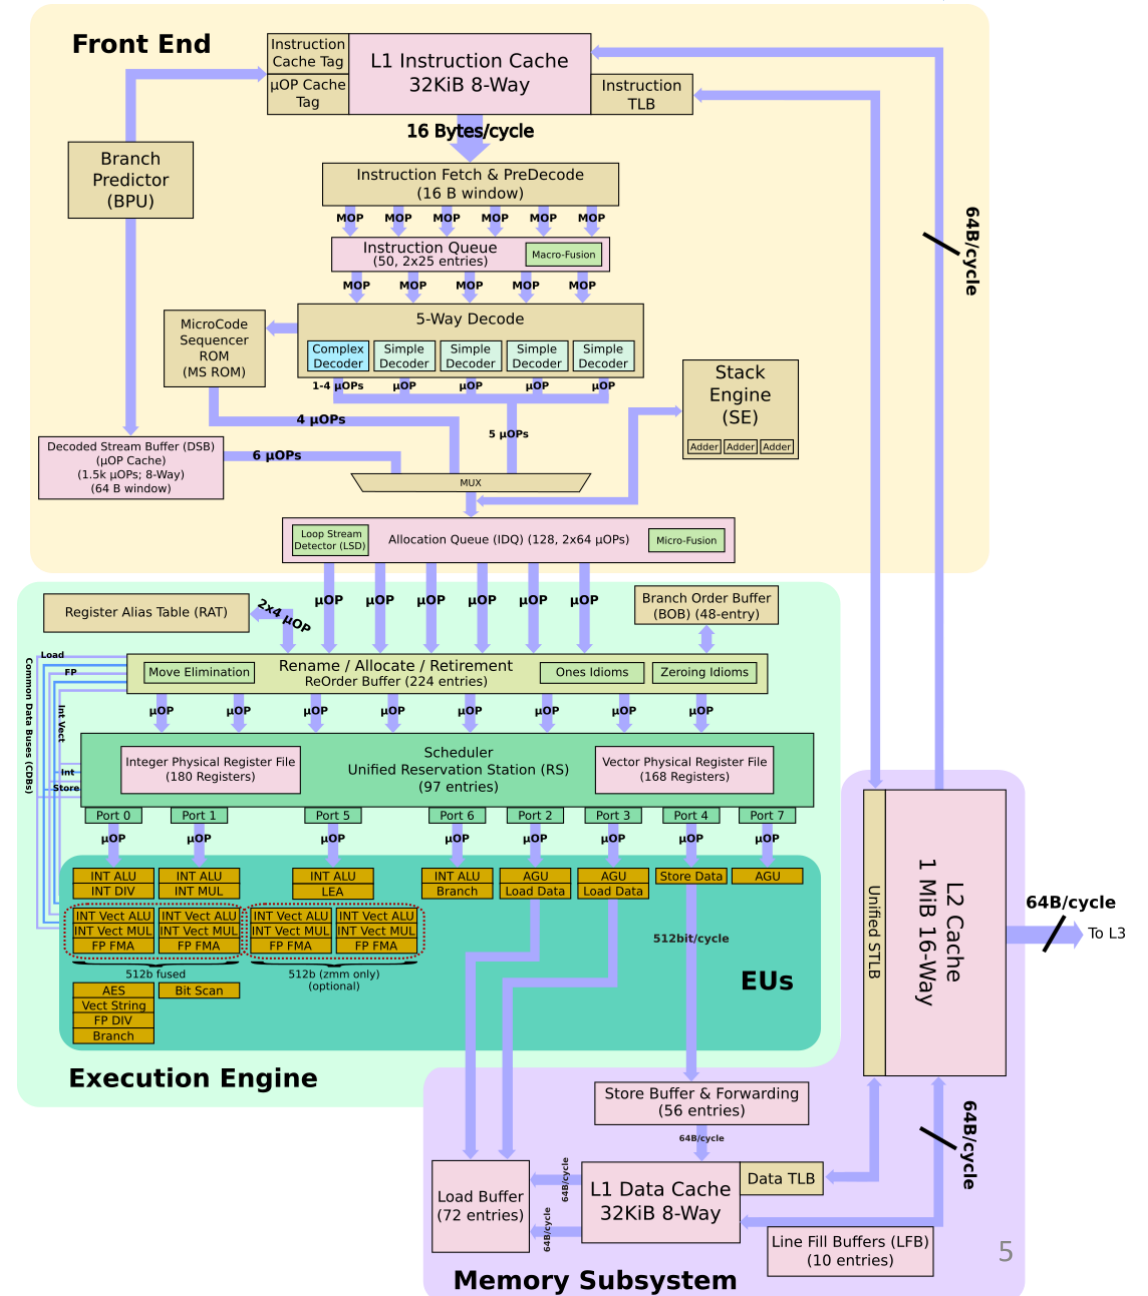 Front End
Instruction
Cache Tag
µOP Cache
Tag
L1 Instruction Cache
32KiB 8-Way
Instruction
TLB
16 Bytes/cycle
Branch
Predictor
(BPU)
Instruction Fetch & PreDecode
(16 B window)
MOP MOP MOP MOP MOP MOP
Instruction Queue
(50, 2x25 entries)
Macro-Fusion
MOP MOP MOP MOP MOP
64B/cycle
MicroCode
Sequencer
ROM
(MS ROM)
5-Way Decode
Complex
Decoder
Simple
Decoder
Simple
Decoder
Simple
Decoder
Simple
Decoder
1-4 µOPs µOP µOP µOP µOP
Stack
Engine
(SE)
Adder Adder Adder
4 µOPs
5 µOPs
Decoded Stream Buffer (DSB)
(µOP Cache)
(1.5k µOPs; 8-Way)
(64 B window)
6 µOPs
MUX
Loop Stream
Detector (LSD)
Allocation Queue (IDQ) (128, 2x64 µOPs)
Micro-Fusion
Register Alias Table (RAT)
2x4 µOP
µOP µOP µOP µOP µOP µOP
Branch Order Buffer
(BOB) (48-entry)
Load
FP
Common Data Buses (CDBs)
Int Vect
Int
Store
Move Elimination
Rename / Allocate / Retirement
ReOrder Buffer (224 entries)
Ones Idioms
Zeroing Idioms
µOP µOP µOP µOP µOP µOP µOP µOP
Integer Physical Register File
(180 Registers)
Scheduler
Unified Reservation Station (RS)
(97 entries)
Vector Physical Register File
(168 Registers)
Port 0 Port 1 Port 5 Port 6 Port 2 Port 3 Port 4 Port 7
µOP µOP µOP µOP µOP µOP µOP µOP
INT ALU
INT DIV
INT ALU
INT MUL
INT ALU
LEA
INT ALU
Branch
AGU
Load Data
AGU
Load Data
Store Data
AGU
INT Vect ALU
INT Vect MUL
FP FMA
INT Vect ALU
INT Vect MUL
FP FMA
INT Vect ALU
INT Vect MUL
FP FMA
INT Vect ALU
INT Vect MUL
FP FMA
512b fused
512b (zmm only)
(optional)
AES
Vect String
FP DIV
Branch
Bit Scan
512bit/cycle
EUs
Execution Engine
Unified STLB
L2 Cache
1 MiB 16-Way
64B/cycle
To L3
Store Buffer & Forwarding
(56 entries)
64B/cycle
64B/cycle
Load Buffer
(72 entries)
64B/cycle
64B/cycle
L1 Data Cache
32KiB 8-Way
Data TLB
Line Fill Buffers (LFB)
(10 entries)
5
Memory Subsystem